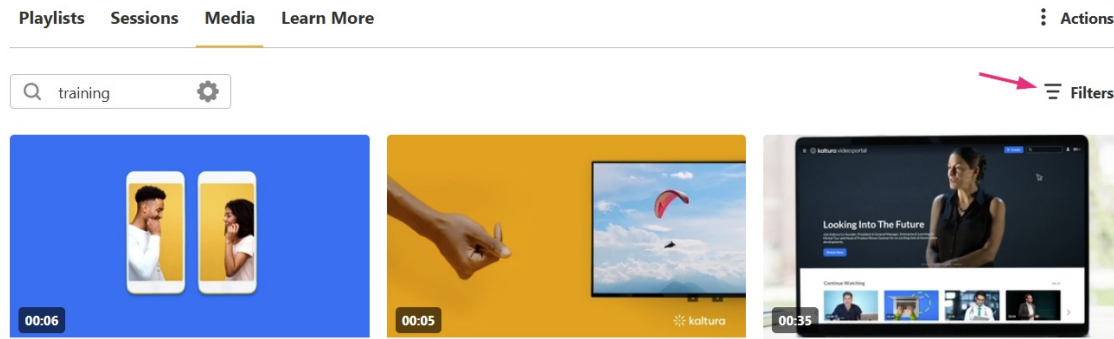 Playlists Sessions Media Learn More
Actions
training
Filters
00:06
00:05
kaltura
kaltura videoportal
Looking Into The Future
Continue Watching
00:35